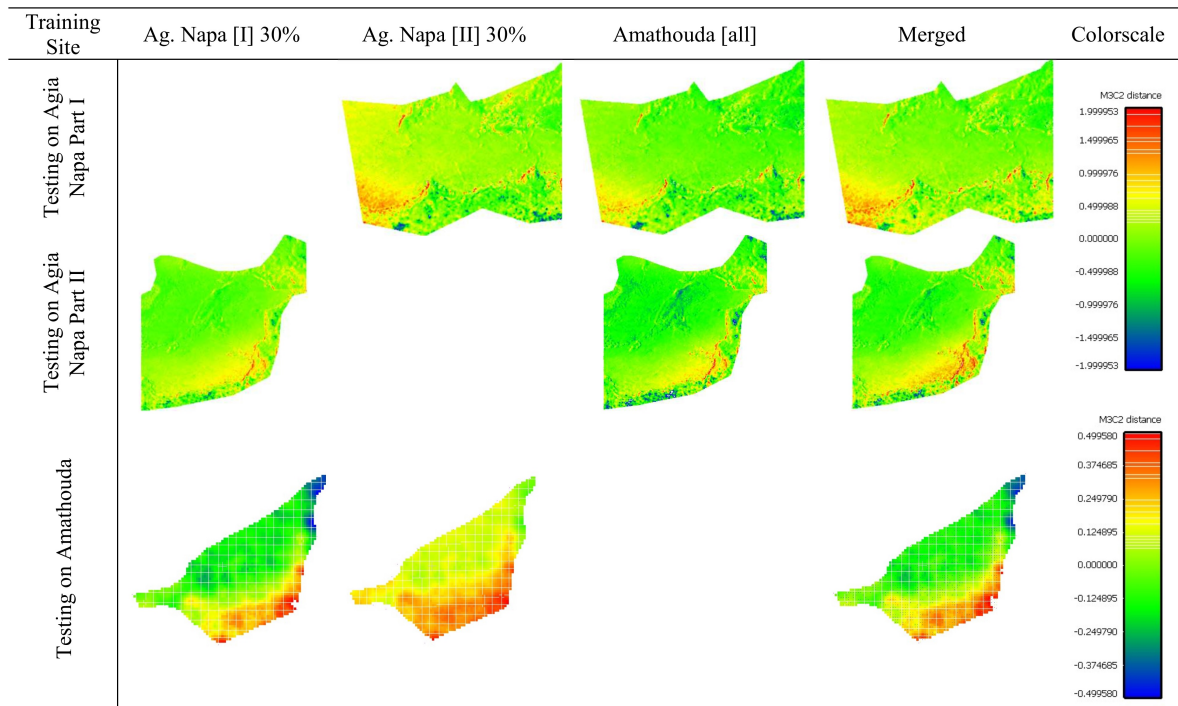 Training
Site
Ag. Napa [I] 30%
Ag. Napa [II] 30%
Amathouda [all]
Merged
Colorscale
Testing on Agia
Napa Part I
M3C2 distance
1.999953
1.499965
0.999976
0.499988
0.000000
-0.499988
-0.999976
-1.499965
-1.999953
Testing on Agia
Napa Part II
Testing on Amathouda
M3C2 distance
0.499580
0.374685
0.249790
0.124895
0.000000
-0.124895
-0.249790
-0.374685
-0.499580